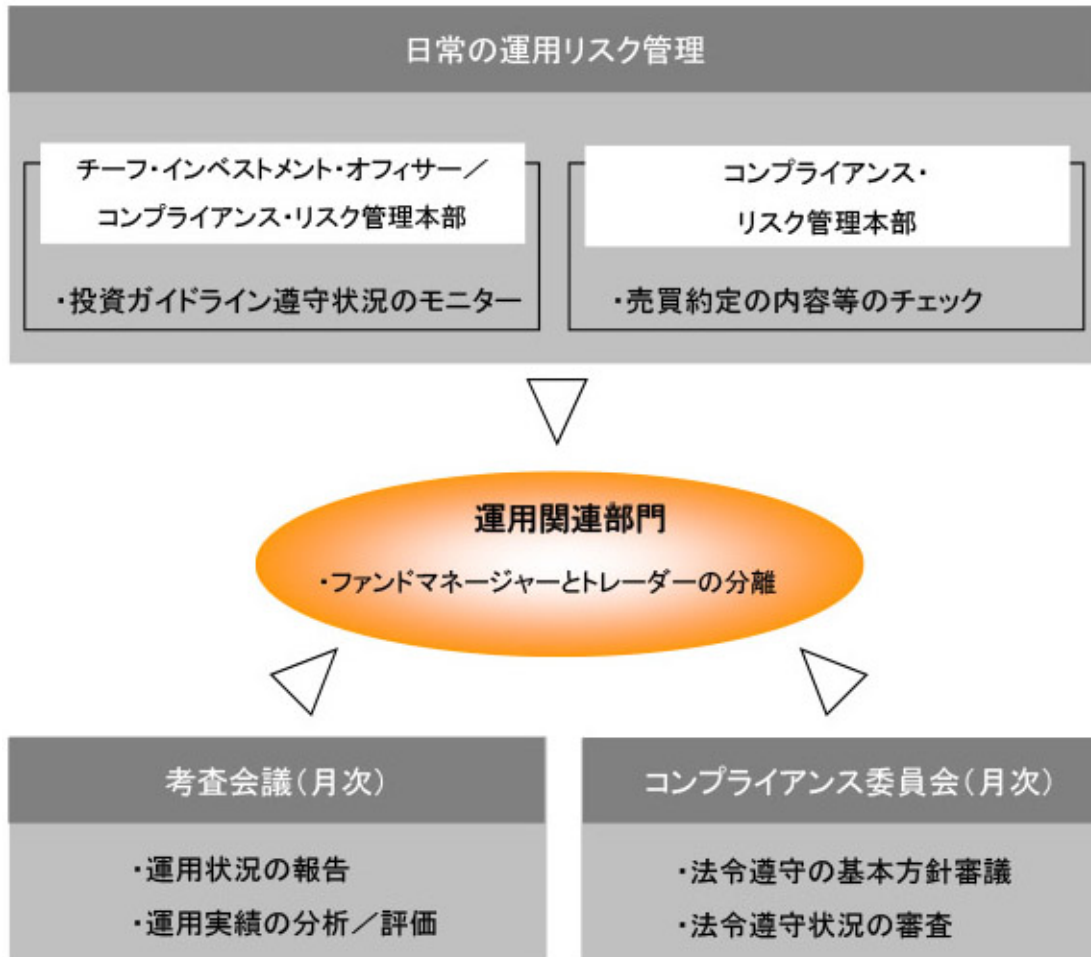 日常の運用リスク管理
チーフ・インベストメント・オフィサー／
コンプライアンス・リスク管理本部
・投資ガイドライン遵守状況のモニター
コンプライアンス・
リスク管理本部
・売買約定の内容等のチェック
運用関連部門
・ファンドマネージャーとトレーダーの分離
考査会議（月次）
・運用状況の報告
・運用実績の分析／評価
コンプライアンス委員会（月次）
・法令遵守の基本方針審議
・法令遵守状況の審査